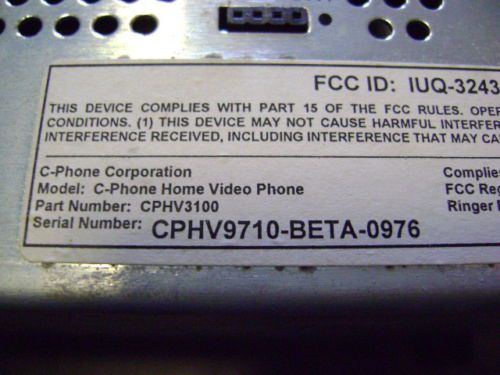 FCC ID: IUQ-3243
THIS DEVICE COMPLIES WITH PART 15 OF THE FCC RULES. OPER
CONDITIONS. (1) THIS DEVICE MAY NOT CAUSE HARMFUL INTERFER
INTERFERENCE RECEIVED, INCLUDING INTERFERENCE THAT MAY CA
C-Phone Corporation Complies
Model: C-Phone Home Video Phone FCC Reg
Part Number: CPHV3100 Ringer
Serial Number: CPHV9710-BETA-0976